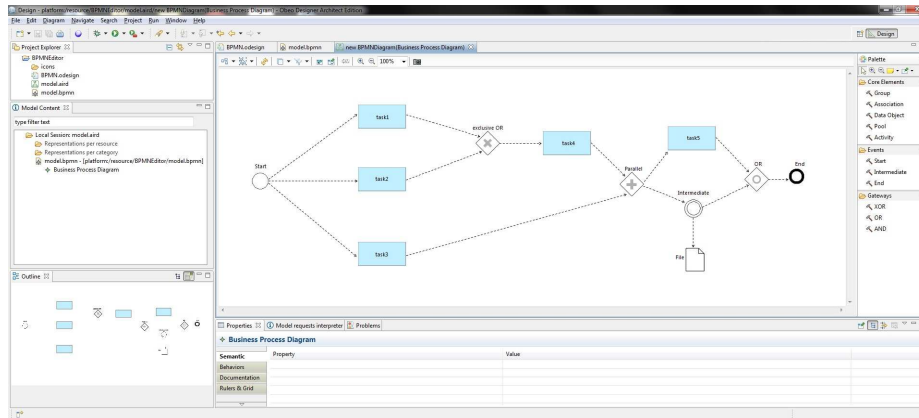 Design - platform:/resource/BPMNEditor/model.aird/new BPMNDiagram(Business Process Diagram) - Obeo Designer Architect Edition
File Edit Diagram Navigate Search Project Run Window Help
Design
Project Explorer
BPMNEditor
icons
BPMN.odesign
model.aird
model.bpmn
Model Content
type filter text
Local Session: model.aird
Representations per resource
Representations per category
model.bpmn - [platform:/resource/BPMNEditor/model.bpmn]
Business Process Diagram
Outline
BPMN.odesign model.bpmn new BPMNDiagram(Business Process Diagram)
100%
Start
task1
task2
task3
exclusive OR
task4
Parallel
task5
Intermediate
File
OR
End
Palette
Core Elements
Group
Association
Data Object
Pool
Activity
Events
Start
Intermediate
End
Gateways
XOR
OR
AND
Properties Model requests interpreter Problems
Business Process Diagram
Semantic
Behaviors
Documentation
Rulers & Grid
Property Value